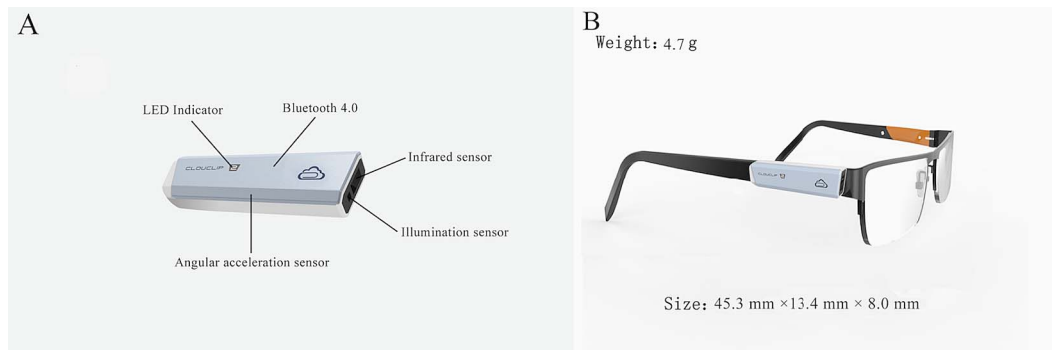 A
LED Indicator
Bluetooth 4.0
Infrared sensor
CLOUCLIP
Illumination sensor
Angular acceleration sensor
B
Weight: 4.7 g
CLOUCLIP
Size: 45.3 mm ×13.4 mm × 8.0 mm